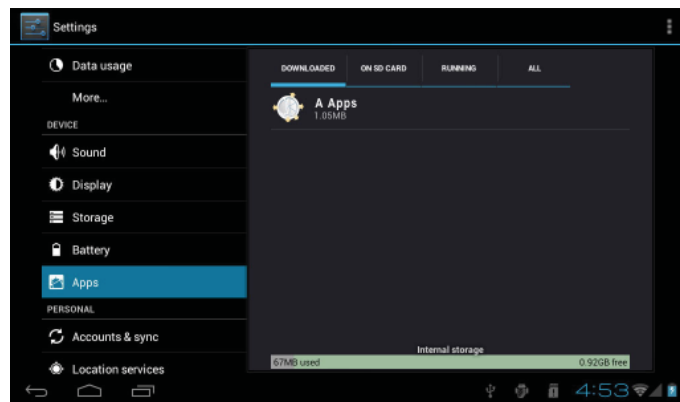 Settings
Data usage
More...
DEVICE
Sound
Display
Storage
Battery
Apps
PERSONAL
Accounts & sync
Location services
DOWNLOADED ON SD CARD RUNNING ALL
A Apps
1.05MB
Internal storage
67MB used 0.92GB free
4:53